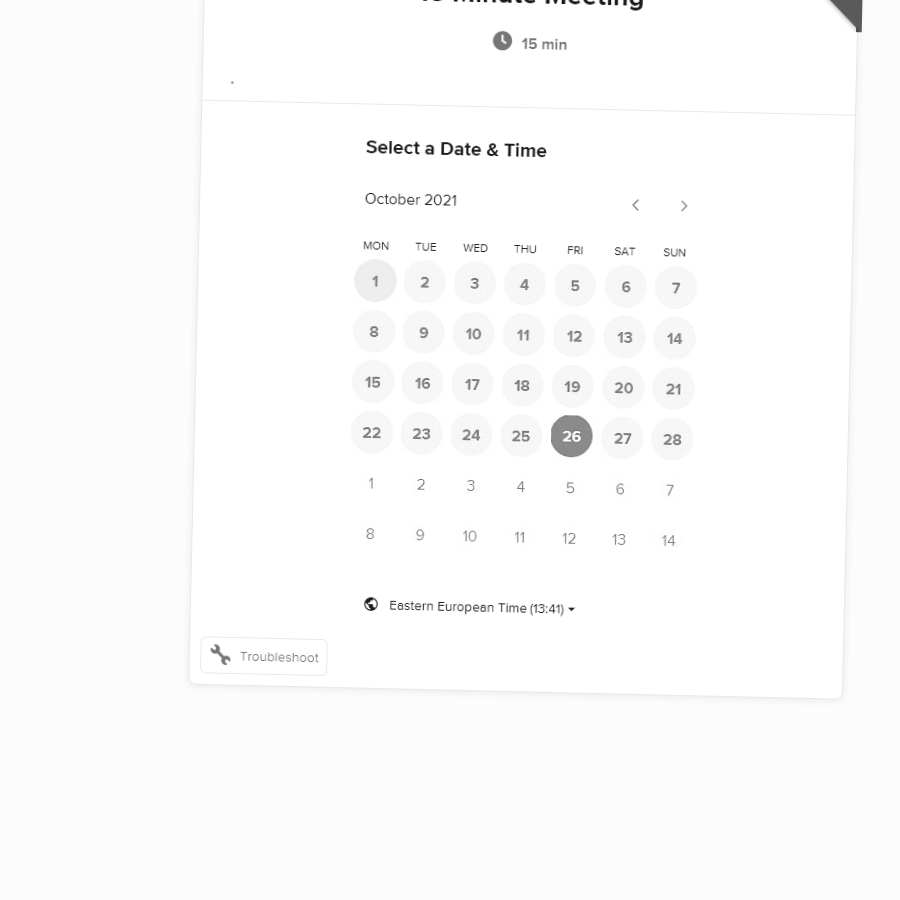 Minute Meeting
15 min
.
Select a Date & Time
October 2021
MON TUE WED THU FRI SAT SUN
1 2 3 4 5 6 7
8 9 10 11 12 13 14
15 16 17 18 19 20 21
22 23 24 25 26 27 28
1 2 3 4 5 6 7
8 9 10 11 12 13 14
Eastern European Time (13:41)
Troubleshoot